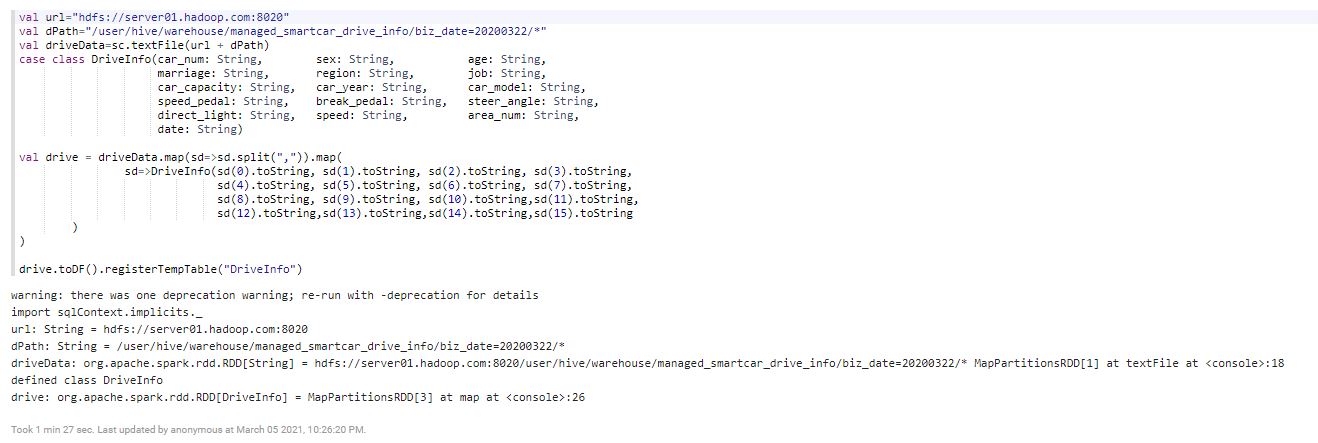 val url="hdfs://server01.hadoop.com:8020"
val dPath="/user/hive/warehouse/managed_smartcar_drive_info/biz_date=20200322/*"
val driveData=sc.textFile(url + dPath)
case class DriveInfo(car_num: String, sex: String, age: String,
marriage: String, region: String, job: String,
car_capacity: String, car_year: String, car_model: String,
speed_pedal: String, break_pedal: String, steer_angle: String,
direct_light: String, speed: String, area_num: String,
date: String)
val drive = driveData.map(sd=>sd.split(",")).map(
sd=>DriveInfo(sd(0).toString, sd(1).toString, sd(2).toString, sd(3).toString,
sd(4).toString, sd(5).toString, sd(6).toString, sd(7).toString,
sd(8).toString, sd(9).toString, sd(10).toString,sd(11).toString,
sd(12).toString,sd(13).toString,sd(14).toString,sd(15).toString
)
)
drive.toDF().registerTempTable("DriveInfo")
warning: there was one deprecation warning; re-run with -deprecation for details
import sqlContext.implicits._
url: String = hdfs://server01.hadoop.com:8020
dPath: String = /user/hive/warehouse/managed_smartcar_drive_info/biz_date=20200322/*
driveData: org.apache.spark.rdd.RDD[String] = hdfs://server01.hadoop.com:8020/user/hive/warehouse/managed_smartcar_drive_info/biz_date=20200322/* MapPartitionsRDD[1] at textFile at <console>:18
defined class DriveInfo
drive: org.apache.spark.rdd.RDD[DriveInfo] = MapPartitionsRDD[3] at map at <console>:26
Took 1 min 27 sec. Last updated by anonymous at March 05 2021, 10:26:20 PM.